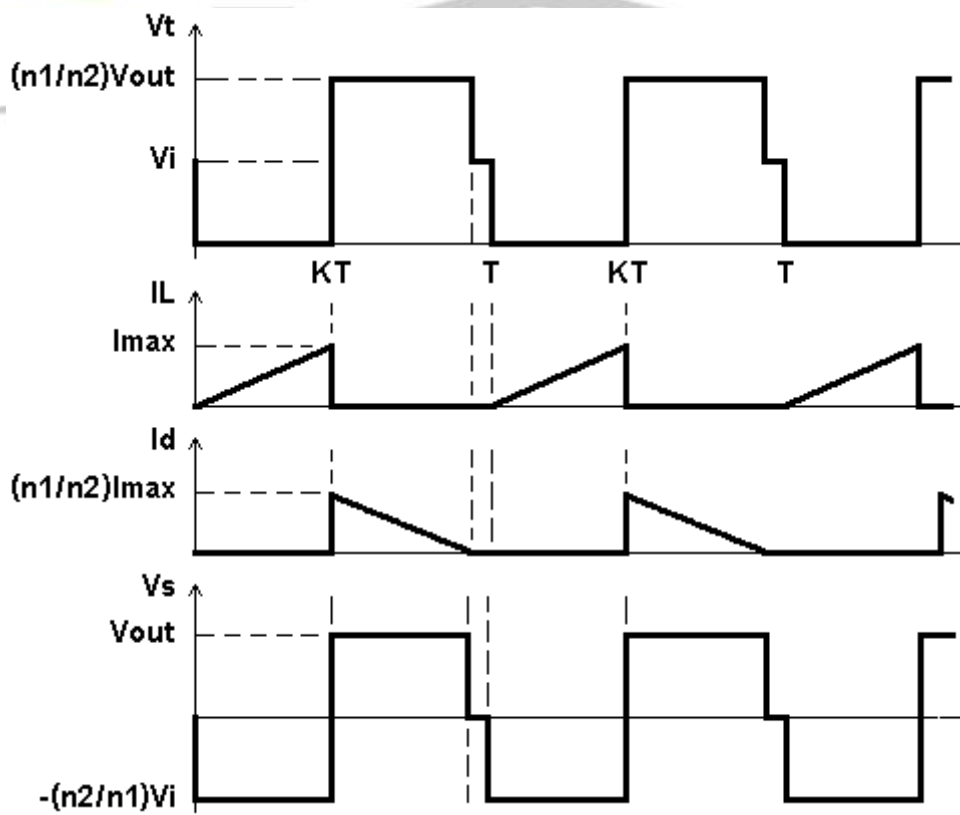 Vt
(n1/n2)Vout
Vi
KT T KT T
IL
Imax
Id
(n1/n2)Imax
Vs
Vout
-(n2/n1)Vi